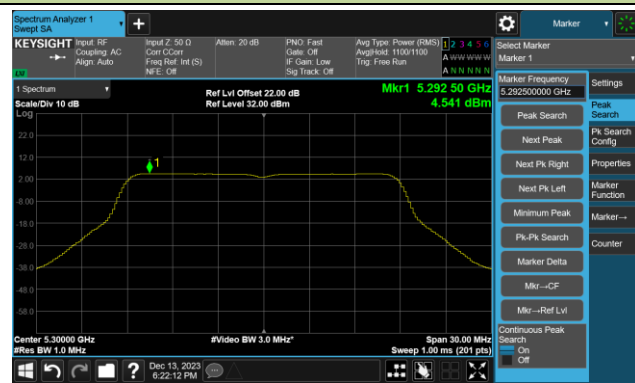 Spectrum Analyzer 1
Swept SA
+
Marker
KEYSIGHT
Input: RF
Coupling: AC
Align: Auto
Input Z: 50 Ω
Corr CCorr
Freq Ref: Int (S)
NFE: Off
Atten: 20 dB
PNO: Fast
Gate: Off
IF Gain: Low
Sig Track: Off
Avg Type: Power (RMS)
Avg|Hold: 1100/1100
Trig: Free Run
1 2 3 4 5 6
A W W W W W
A N N N N N
LXI
Select Marker
Marker 1
1 Spectrum
Scale/Div 10 dB
Log
Ref Lvl Offset 22.00 dB
Ref Level 32.00 dBm
Mkr1 5.292 50 GHz
4.541 dBm
22.0
12.0
2.00
-8.00
-18.0
-28.0
-38.0
-48.0
-58.0
1
Center 5.30000 GHz
#Res BW 1.0 MHz
#Video BW 3.0 MHz*
Span 30.00 MHz
Sweep 1.00 ms (201 pts)
Marker Frequency
5.292500000 GHz
Peak Search
Next Peak
Next Pk Right
Next Pk Left
Minimum Peak
Pk-Pk Search
Marker Delta
Mkr→CF
Mkr→Ref Lvl
Continuous Peak
Search
On
Off
Settings
Peak
Search
Pk Search
Config
Properties
Marker
Function
Marker→
Counter
?
Dec 13, 2023
6:22:12 PM